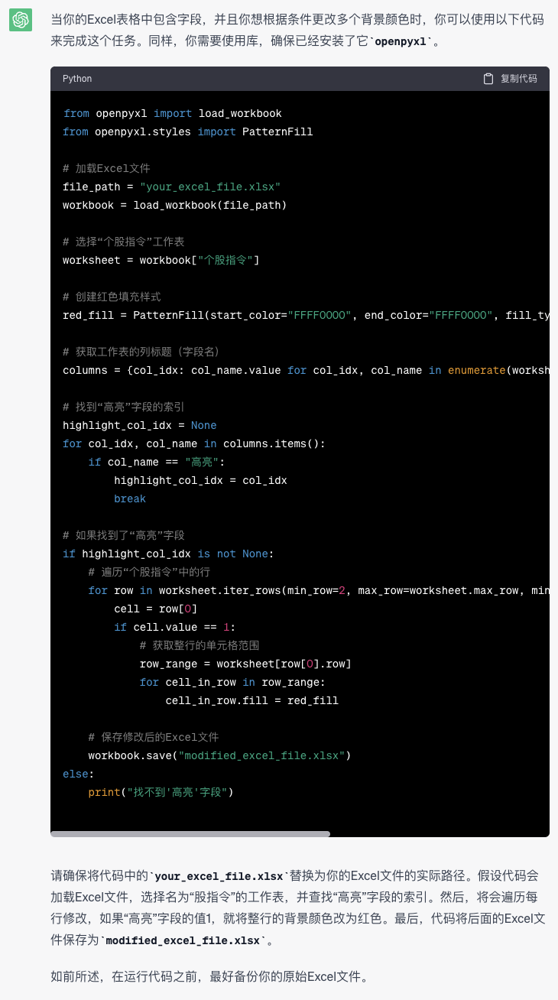 当你的Excel表格中包含字段，并且你想根据条件更改多个背景颜色时，你可以使用以下代码
来完成这个任务。同样，你需要使用库，确保已经安装了它`openpyxl`。
Python 复制代码
from openpyxl import load_workbook
from openpyxl.styles import PatternFill
# 加载Excel文件
file_path = "your_excel_file.xlsx"
workbook = load_workbook(file_path)
# 选择“个股指令”工作表
worksheet = workbook["个股指令"]
# 创建红色填充样式
red_fill = PatternFill(start_color="FFFF0000", end_color="FFFF0000", fill_ty
# 获取工作表的列标题（字段名）
columns = {col_idx: col_name.value for col_idx, col_name in enumerate(worksh
# 找到“高亮”字段的索引
highlight_col_idx = None
for col_idx, col_name in columns.items():
    if col_name == "高亮":
        highlight_col_idx = col_idx
        break
# 如果找到了“高亮”字段
if highlight_col_idx is not None:
    # 遍历“个股指令”中的行
    for row in worksheet.iter_rows(min_row=2, max_row=worksheet.max_row, min
        cell = row[0]
        if cell.value == 1:
            # 获取整行的单元格范围
            row_range = worksheet[row[0].row]
            for cell_in_row in row_range:
                cell_in_row.fill = red_fill
    # 保存修改后的Excel文件
    workbook.save("modified_excel_file.xlsx")
else:
    print("找不到'高亮'字段")
请确保将代码中的`your_excel_file.xlsx`替换为你的Excel文件的实际路径。假设代码会
加载Excel文件，选择名为“股指令”的工作表，并查找“高亮”字段的索引。然后，将会遍历每
行修改，如果“高亮”字段的值1，就将整行的背景颜色改为红色。最后，代码将后面的Excel文
件保存为`modified_excel_file.xlsx`。
如前所述，在运行代码之前，最好备份你的原始Excel文件。